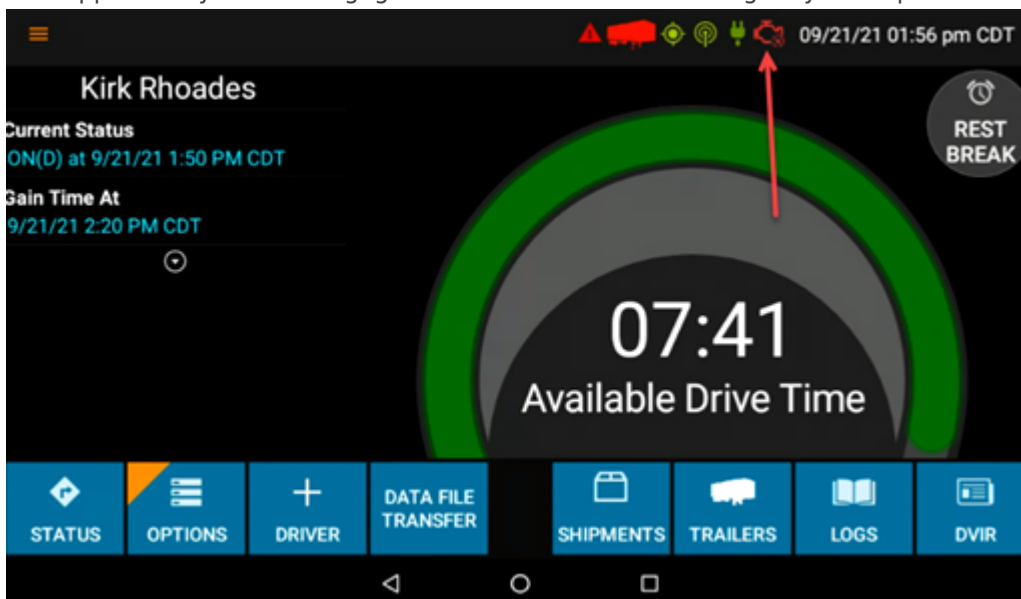 09/21/21 01:56 pm CDT
Kirk Rhoades
Current Status
ON(D) at 9/21/21 1:50 PM CDT
Gain Time At
9/21/21 2:20 PM CDT
REST
BREAK
07:41
Available Drive Time
STATUS
OPTIONS
DRIVER
DATA FILE
TRANSFER
SHIPMENTS
TRAILERS
LOGS
DVIR